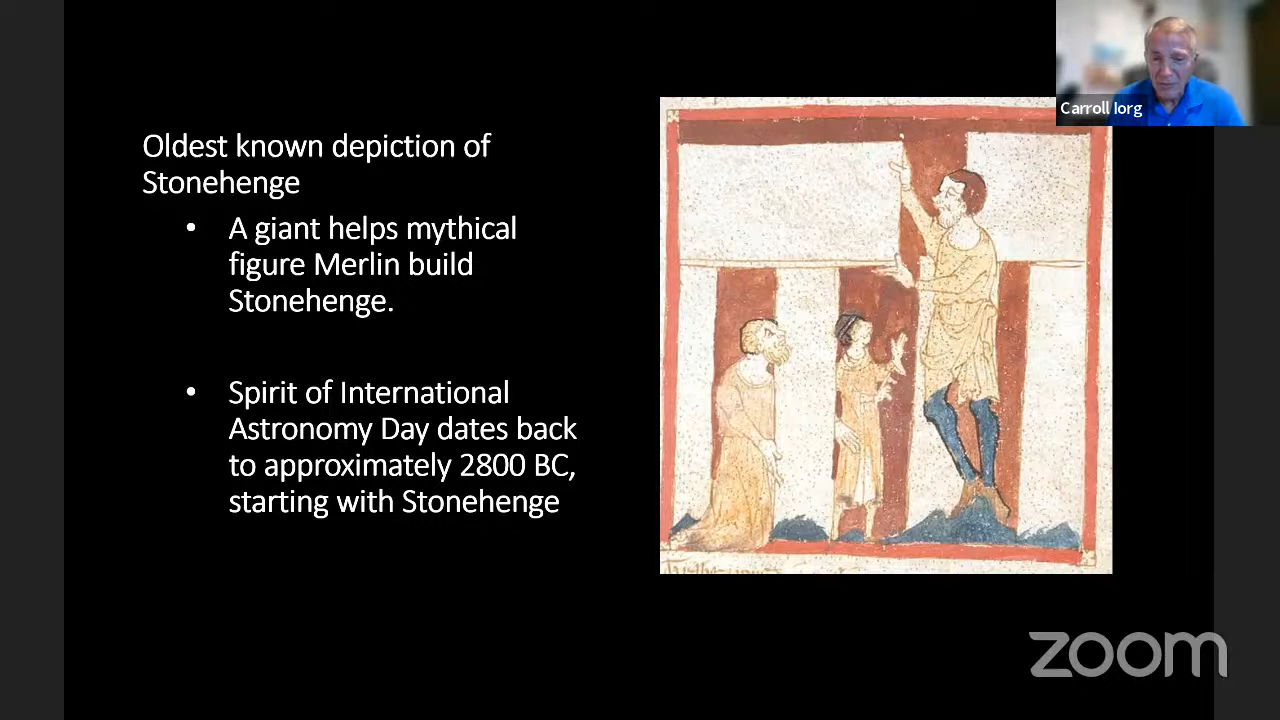 Carroll Iorg
Oldest known depiction of
Stonehenge
• A giant helps mythical
figure Merlin build
Stonehenge.
• Spirit of International
Astronomy Day dates back
to approximately 2800 BC,
starting with Stonehenge
zoom